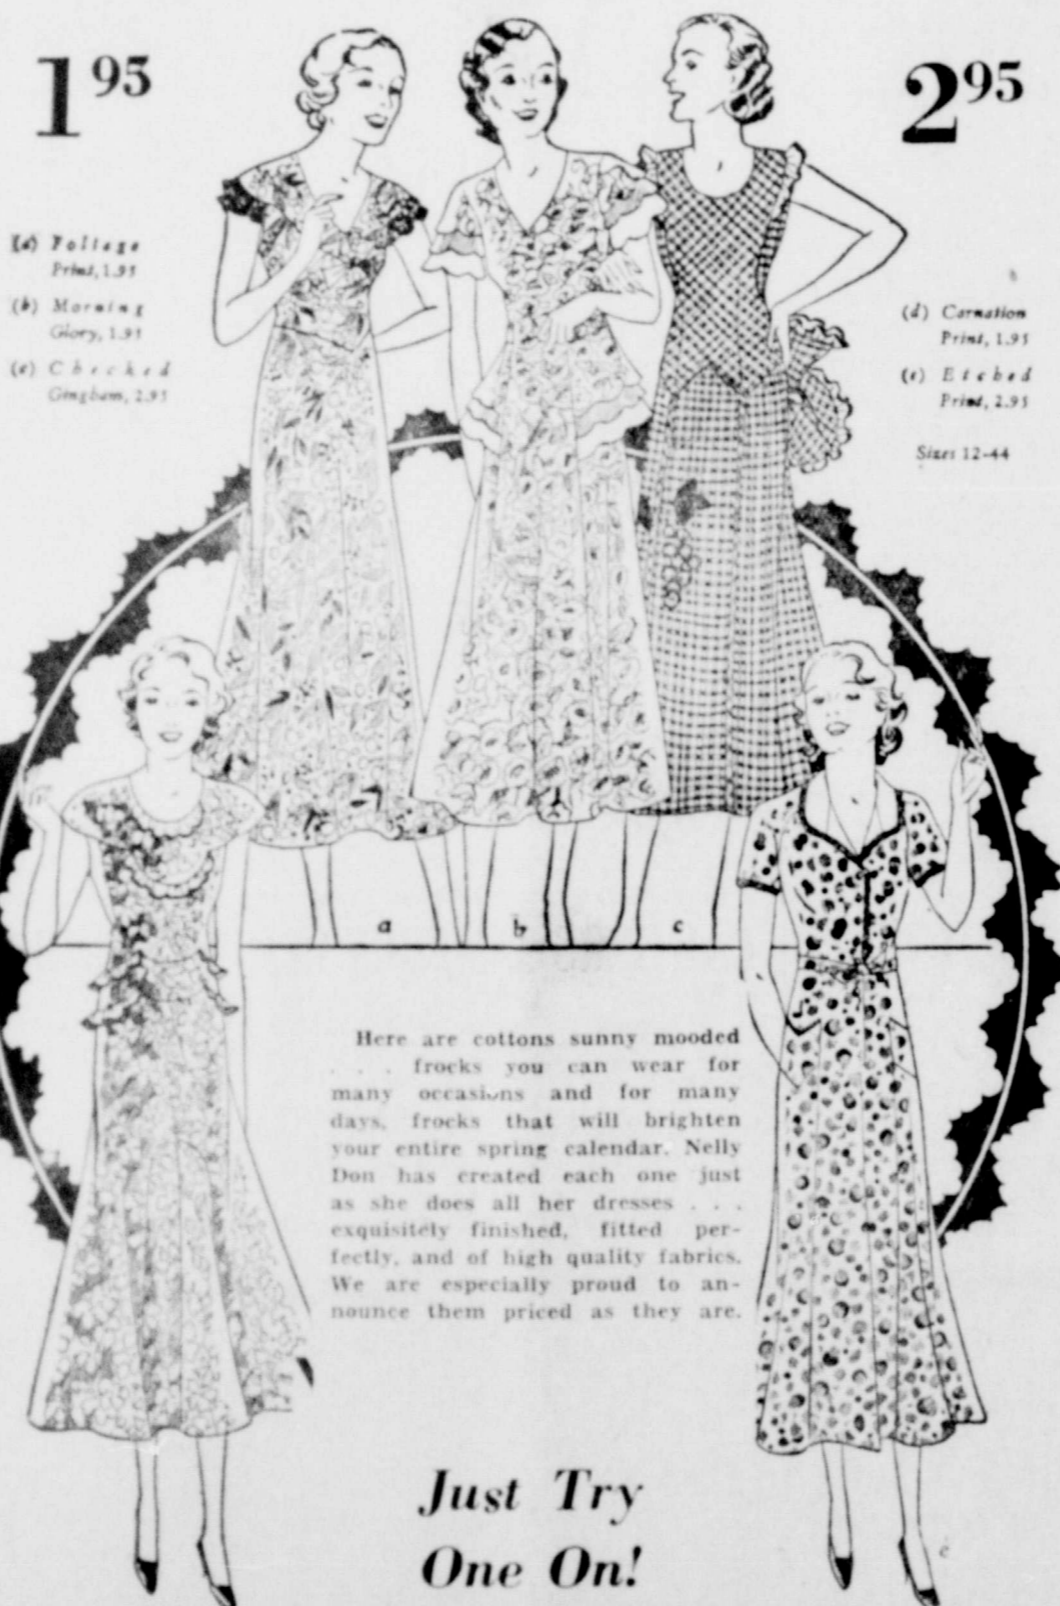 1 95
2 95
(a) Foliage
Print, 1.95
(b) Morning
Glory, 1.95
(c) Checked
Gingham, 2.95
(d) Carnation
Print, 1.95
(e) Etched
Print, 2.95
Sizes 12-44
a
b
c
Here are cottons sunny mooded
. . . frocks you can wear for
many occasions and for many
days, frocks that will brighten
your entire spring calendar. Nelly
Don has created each one just
as she does all her dresses . . .
exquisitely finished, fitted per-
fectly, and of high quality fabrics.
We are especially proud to an-
nounce them priced as they are.
Just Try
One On!
e